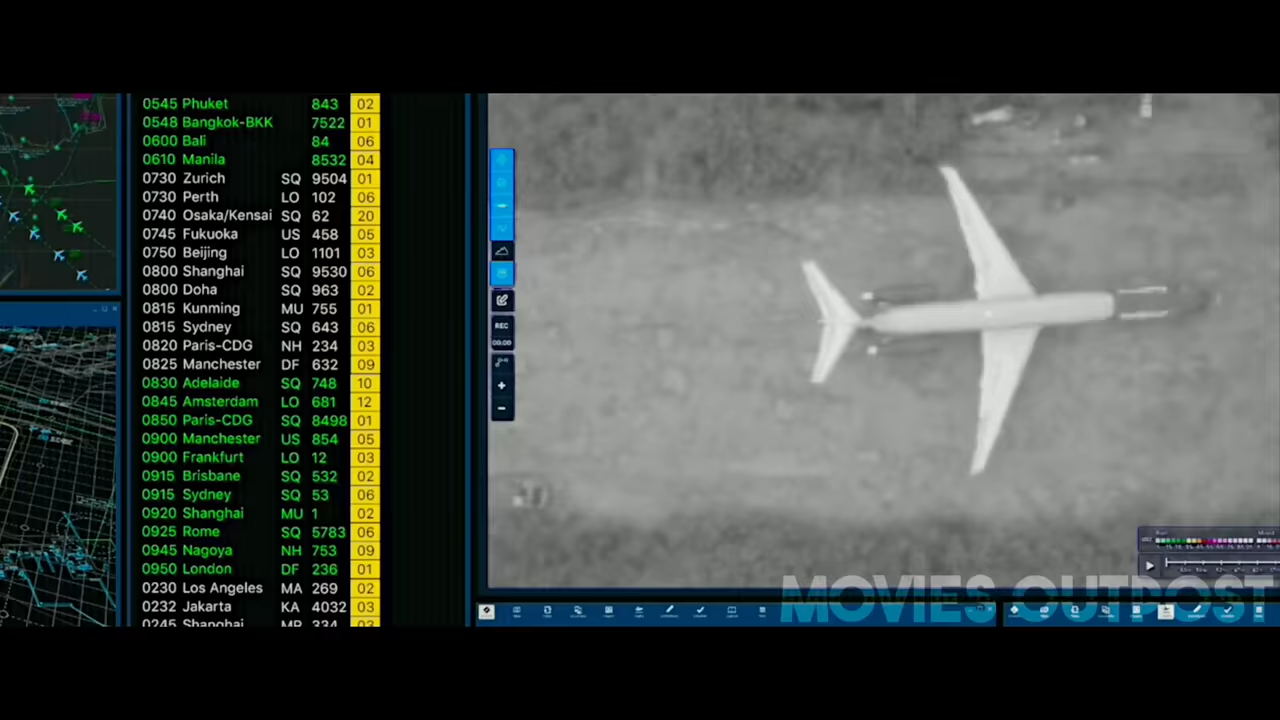 0545 Phuket 843 02
0548 Bangkok-BKK 7522 01
0600 Bali 84 06
0610 Manila 8532 04
0730 Zurich SQ 9504 01
0730 Perth LO 102 06
0740 Osaka/Kensai SQ 62 20
0745 Fukuoka US 458 05
0750 Beijing LO 1101 03
0800 Shanghai SQ 9530 06
0800 Doha SQ 963 02
0815 Kunming MU 755 01
0815 Sydney SQ 643 06
0820 Paris-CDG NH 234 03
0825 Manchester DF 632 09
0830 Adelaide SQ 748 10
0845 Amsterdam LO 681 12
0850 Paris-CDG SQ 8498 01
0900 Manchester US 854 05
0900 Frankfurt LO 12 03
0915 Brisbane SQ 532 02
0915 Sydney SQ 53 06
0920 Shanghai MU 1 02
0925 Rome SQ 5783 06
0945 Nagoya NH 753 09
0950 London DF 236 01
0230 Los Angeles MA 269 02
0232 Jakarta KA 4032 03
0245 Shanghai MP 334 03
REC
00:00
MOVIES OUTPOST